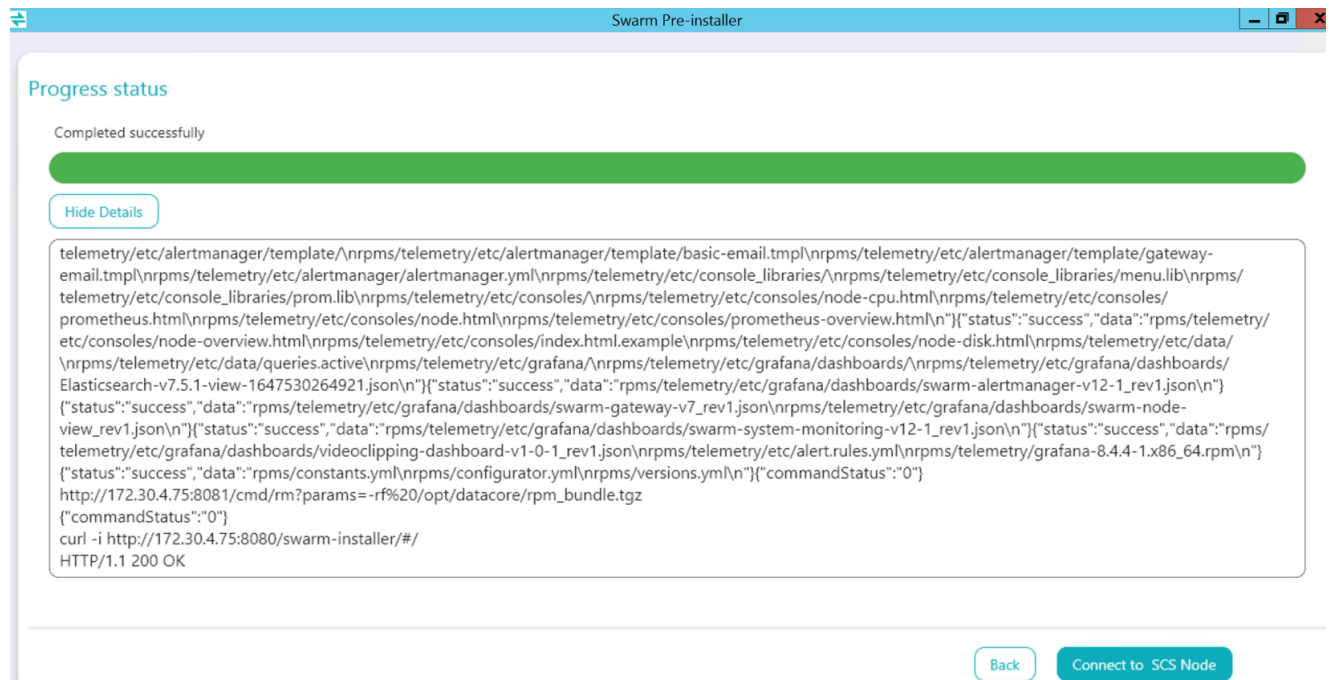 Swarm Pre-installer
Progress status
Completed successfully
Hide Details
telemetry/etc/alertmanager/template/\nrpms/telemetry/etc/alertmanager/template/basic-email.tmpl\nrpms/telemetry/etc/alertmanager/template/gateway-
email.tmpl\nrpms/telemetry/etc/alertmanager/alertmanager.yml\nrpms/telemetry/etc/console_libraries/\nrpms/telemetry/etc/console_libraries/menu.lib\nrpms/
telemetry/etc/console_libraries/prom.lib\nrpms/telemetry/etc/consoles/\nrpms/telemetry/etc/consoles/node-cpu.html\nrpms/telemetry/etc/consoles/
prometheus.html\nrpms/telemetry/etc/consoles/node.html\nrpms/telemetry/etc/consoles/prometheus-overview.html\n"}{"status":"success","data":"rpms/telemetry/
etc/consoles/node-overview.html\nrpms/telemetry/etc/consoles/index.html.example\nrpms/telemetry/etc/consoles/node-disk.html\nrpms/telemetry/etc/data/
\nrpms/telemetry/etc/data/queries.active\nrpms/telemetry/etc/grafana/\nrpms/telemetry/etc/grafana/dashboards/\nrpms/telemetry/etc/grafana/dashboards/
Elasticsearch-v7.5.1-view-1647530264921.json\n"}{"status":"success","data":"rpms/telemetry/etc/grafana/dashboards/swarm-alertmanager-v12-1_rev1.json\n"}
{"status":"success","data":"rpms/telemetry/etc/grafana/dashboards/swarm-gateway-v7_rev1.json\nrpms/telemetry/etc/grafana/dashboards/swarm-node-
view_rev1.json\n"}{"status":"success","data":"rpms/telemetry/etc/grafana/dashboards/swarm-system-monitoring-v12-1_rev1.json\n"}{"status":"success","data":"rpms/
telemetry/etc/grafana/dashboards/videoclipping-dashboard-v1-0-1_rev1.json\nrpms/telemetry/etc/alert.rules.yml\nrpms/telemetry/grafana-8.4.4-1.x86_64.rpm\n"}
{"status":"success","data":"rpms/constants.yml\nrpms/configurator.yml\nrpms/versions.yml\n"}{"commandStatus":"0"}
http://172.30.4.75:8081/cmd/rm?params=-rf%20/opt/datacore/rpm_bundle.tgz
{"commandStatus":"0"}
curl -i http://172.30.4.75:8080/swarm-installer/#/
HTTP/1.1 200 OK
Back
Connect to SCS Node